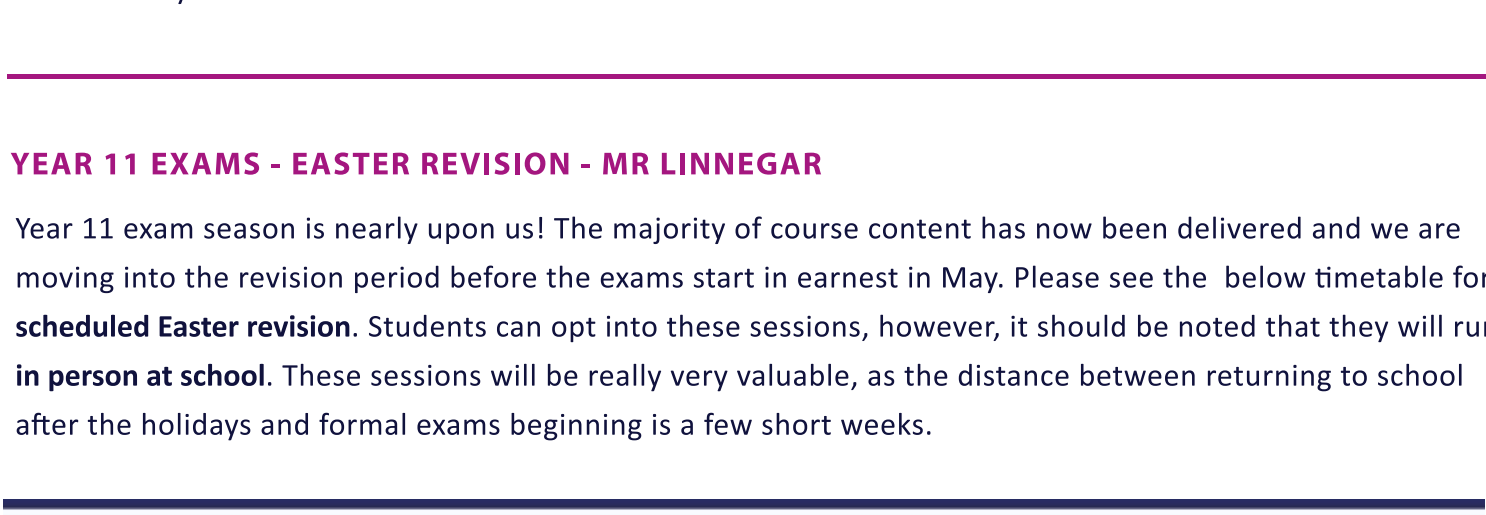 YEAR 11 EXAMS - EASTER REVISION - MR LINNEGAR
Year 11 exam season is nearly upon us! The majority of course content has now been delivered and we are
moving into the revision period before the exams start in earnest in May. Please see the below timetable for
scheduled Easter revision. Students can opt into these sessions, however, it should be noted that they will run
in person at school. These sessions will be really very valuable, as the distance between returning to school
after the holidays and formal exams beginning is a few short weeks.